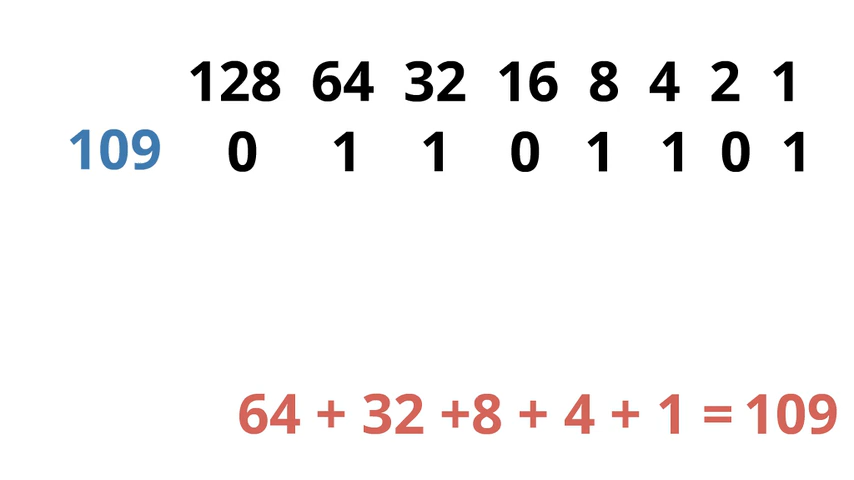 128 64 32 16 8 4 2 1
109 0 1 1 0 1 1 0 1
64 + 32 +8 + 4 + 1 = 109